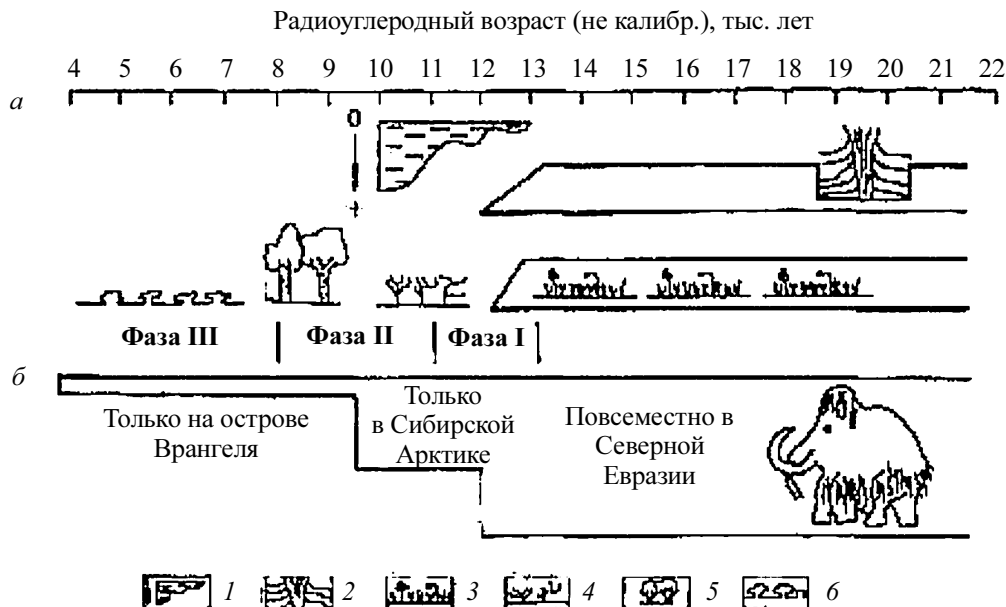 Радиоуглеродный возраст (не калибр.), тыс. лет
4 5 6 7 8 9 10 11 12 13 14 15 16 17 18 19 20 21 22
а
0
+
Фаза III Фаза II Фаза I
б
Только на острове
Врангеля
Только
в Сибирской
Арктике
Повсеместно в
Северной
Евразии
1 2 3 4 5 6